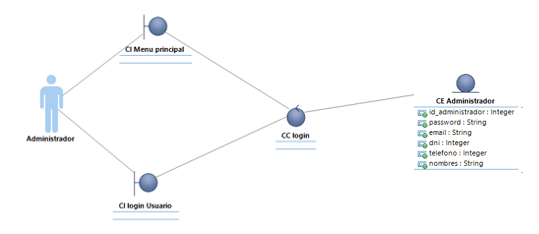 CI Menu principal
Administrador
CC login
CI login Usuario
CE Administrador
id_administrador : Integer
password : String
email : String
dni : Integer
telefono : Integer
nombres : String